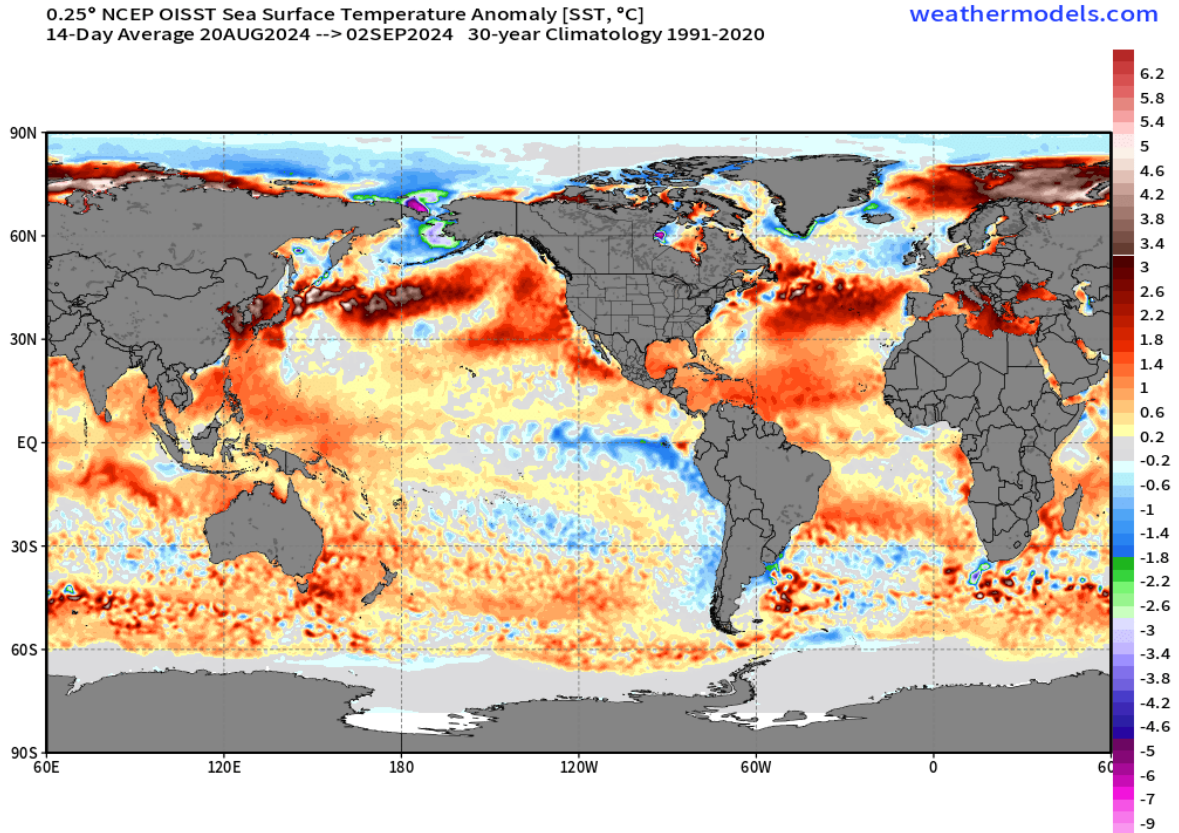 0.25° NCEP OISST Sea Surface Temperature Anomaly [SST, °C]
weathermodels.com
14-Day Average 20AUG2024 --> 02SEP2024 30-year Climatology 1991-2020
90N
60N
30N
EQ
30S
60S
90S
60E
120E
180
120W
60W
0
60
6.2
5.8
5.4
5
4.6
4.2
3.8
3.4
3
2.6
2.2
1.8
1.4
1
0.6
0.2
-0.2
-0.6
-1
-1.4
-1.8
-2.2
-2.6
-3
-3.4
-3.8
-4.2
-4.6
-5
-6
-7
-9